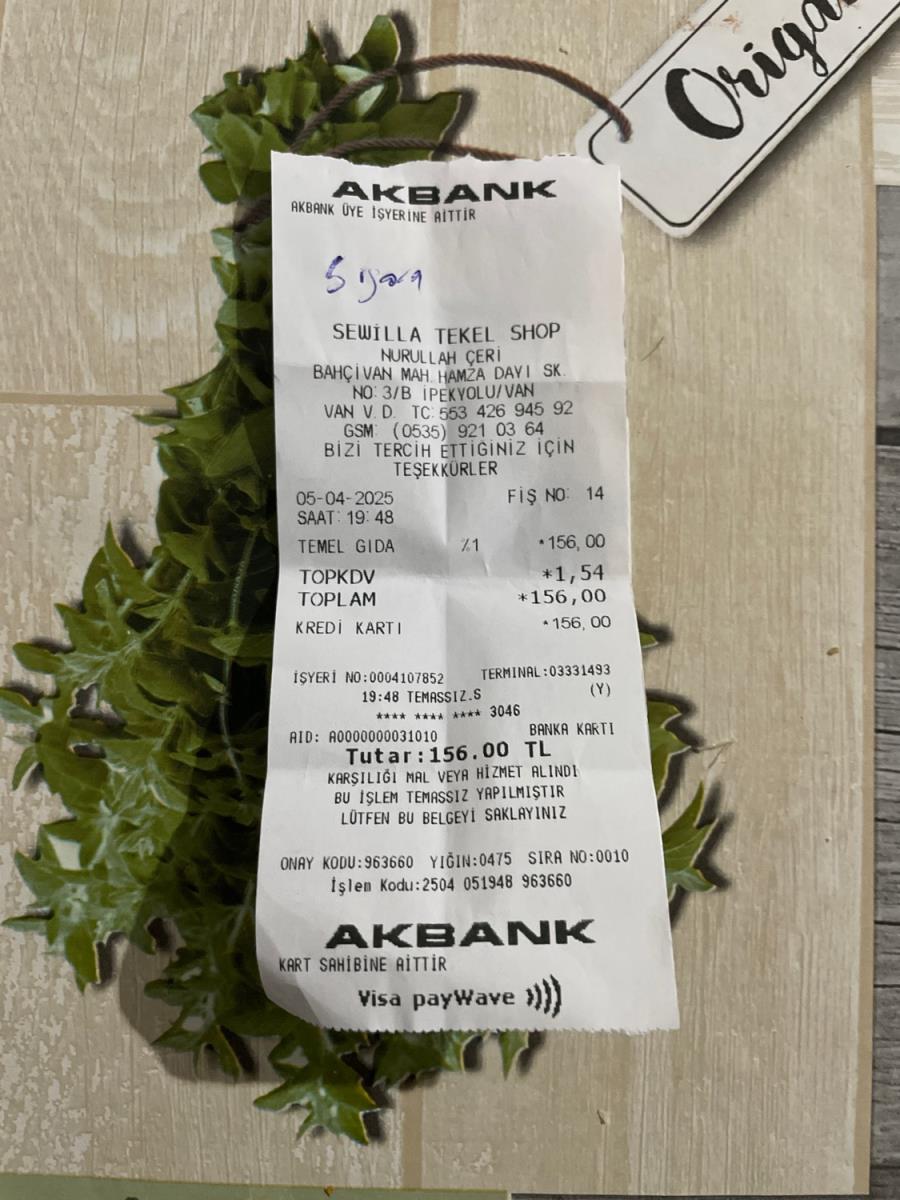 Origa
AKBANK
AKBANK ÜYE İŞYERİNE AİTTİR
Sigara
SEWİLLA TEKEL SHOP
NURULLAH ÇERİ
BAHÇİVAN MAH. HAMZA DAYI SK.
NO: 3/B İPEKYOLU/VAN
VAN V.D. TC: 553 426 945 92
GSM: (0535) 921 03 64
BİZİ TERCİH ETTİĞİNİZ İÇİN
TEŞEKKÜRLER
05-04-2025 FİŞ NO: 14
SAAT: 19:48
TEMEL GIDA %1 *156,00
TOPKDV *1,54
TOPLAM *156,00
KREDİ KARTI *156,00
İŞYERİ NO:0004107852 TERMINAL:03331493
19:48 TEMASSIZ.S (Y)
**** **** **** 3046
AID: A0000000031010 BANKA KARTI
Tutar:156.00 TL
KARŞILIĞI MAL VEYA HİZMET ALINDI
BU İŞLEM TEMASSIZ YAPILMIŞTIR
LÜTFEN BU BELGEYİ SAKLAYINIZ
ONAY KODU:963660 YIĞIN:0475 SIRA NO:0010
İşlem Kodu:2504 051948 963660
AKBANK
KART SAHİBİNE AİTTİR
Visa payWave